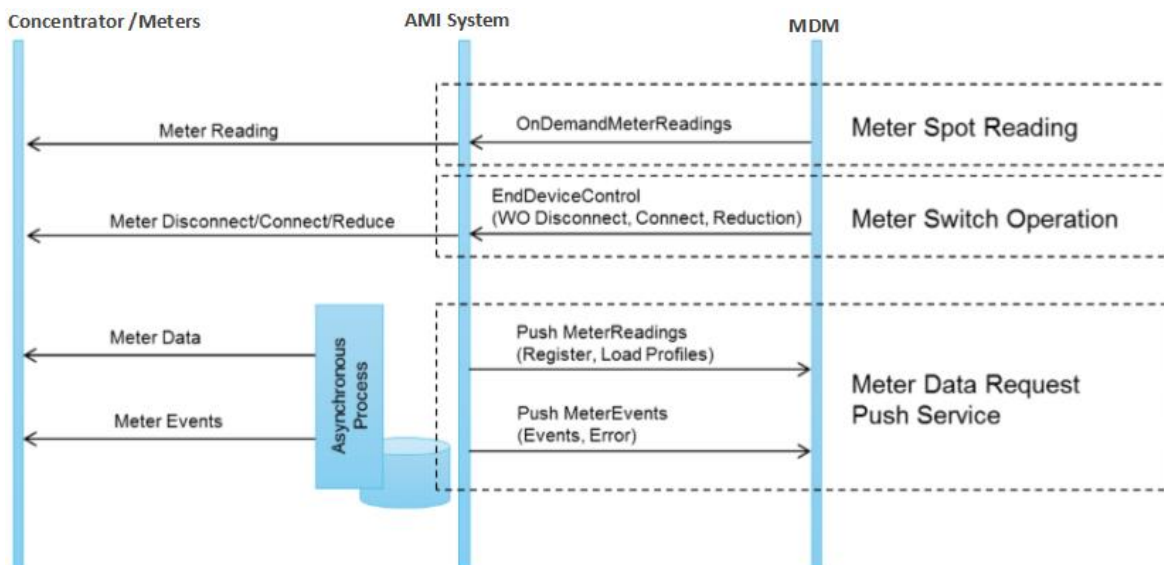 Concentrator /Meters
AMI System
MDM
Meter Reading
OnDemandMeterReadings
Meter Spot Reading
Meter Disconnect/Connect/Reduce
EndDeviceControl
(WO Disconnect, Connect, Reduction)
Meter Switch Operation
Meter Data
Meter Events
Asynchronous
Process
Push MeterReadings
(Register, Load Profiles)
Push MeterEvents
(Events, Error)
Meter Data Request
Push Service